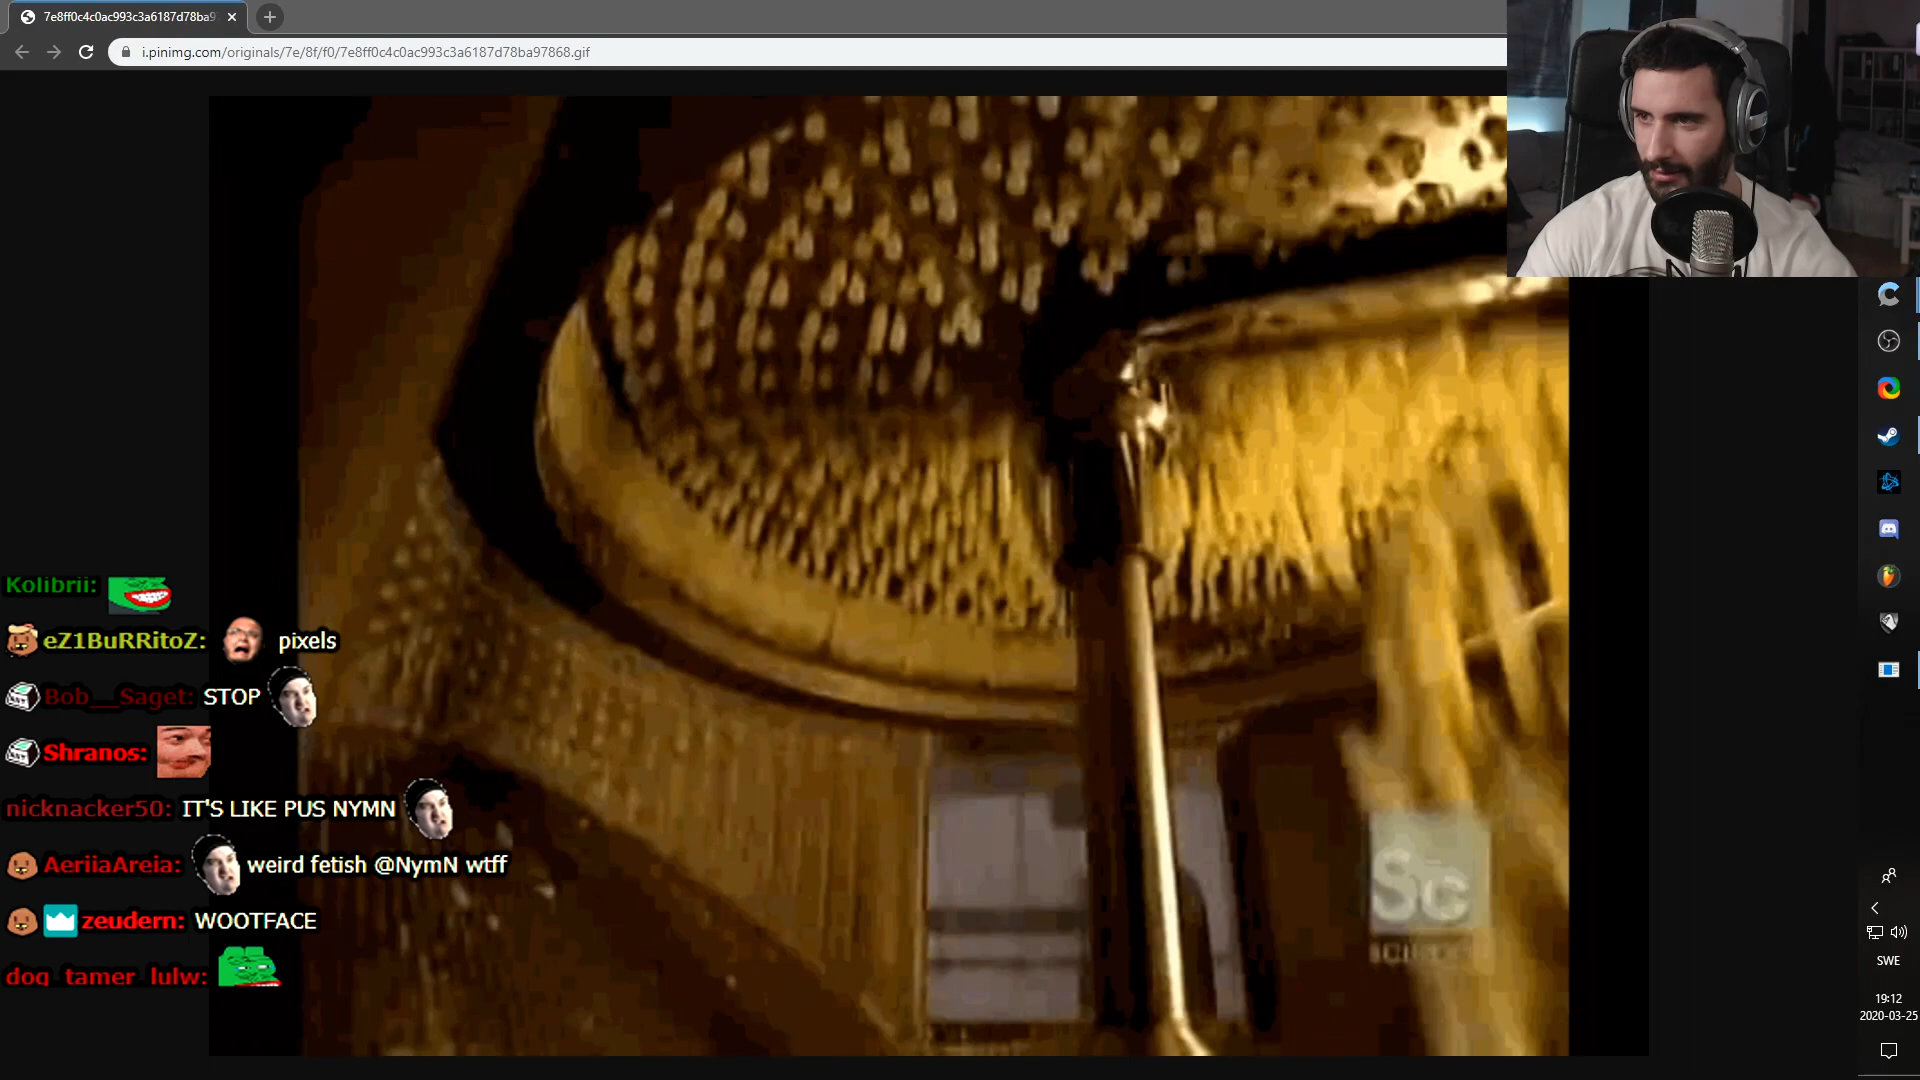 7e8ff0c4c0ac993c3a6187d78ba9
i.pinimg.com/originals/7e/8f/f0/7e8ff0c4c0ac993c3a6187d78ba97868.gif
Kolibrii:
eZ1BuRRitoZ: pixels
Bob__Saget: STOP
Shranos:
nicknacker50: IT'S LIKE PUS NYMN
AeriiaAreia: weird fetish @NymN wtff
zeudern: WOOTFACE
dog_tamer_lulw:
Sc
SWE
19:12
2020-03-25